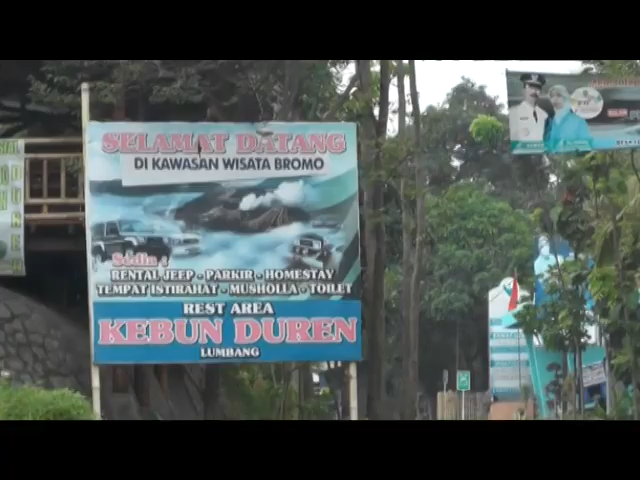 SELAMAT DATANG
DI KAWASAN WISATA BROMO
Sedia :
RENTAL JEEP - PARKIR - HOMESTAY
TEMPAT ISTIRAHAT - MUSHOLLA - TOILET
REST AREA
KEBUN DUREN
LUMBANG